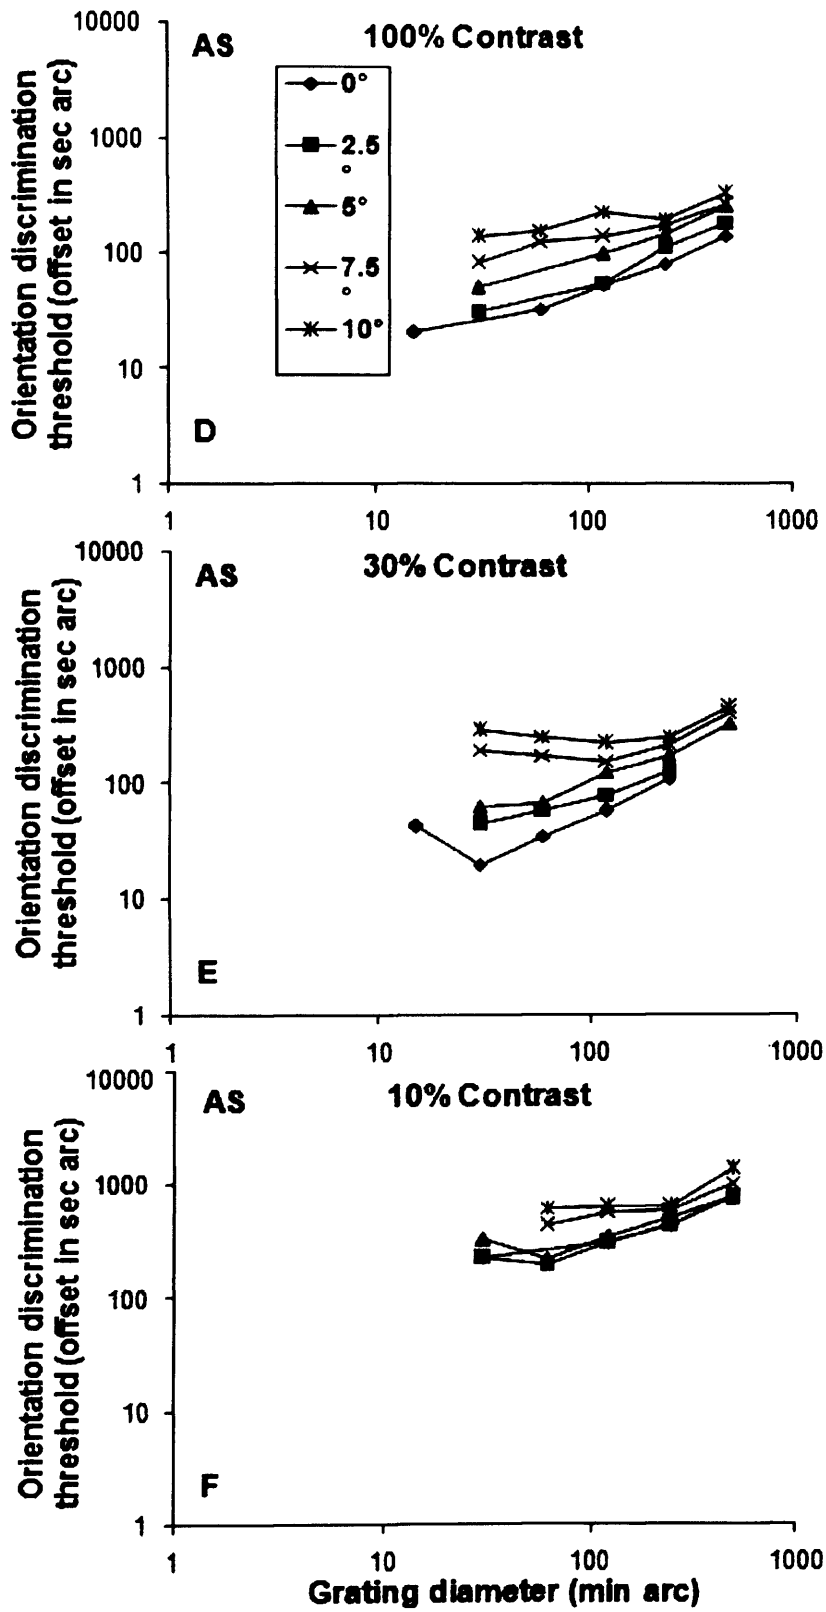 Orientation discrimination
threshold (offset in sec arc)
10000
1000
100
10
1
AS
100% Contrast
0°
2.5
°
5°
7.5
°
10°
D
1
10
100
1000
Orientation discrimination
threshold (offset in sec arc)
10000
1000
100
10
1
AS
30% Contrast
E
1
10
100
1000
Orientation discrimination
threshold (offset in sec arc)
10000
1000
100
10
1
AS
10% Contrast
F
1
10
100
1000
Grating diameter (min arc)